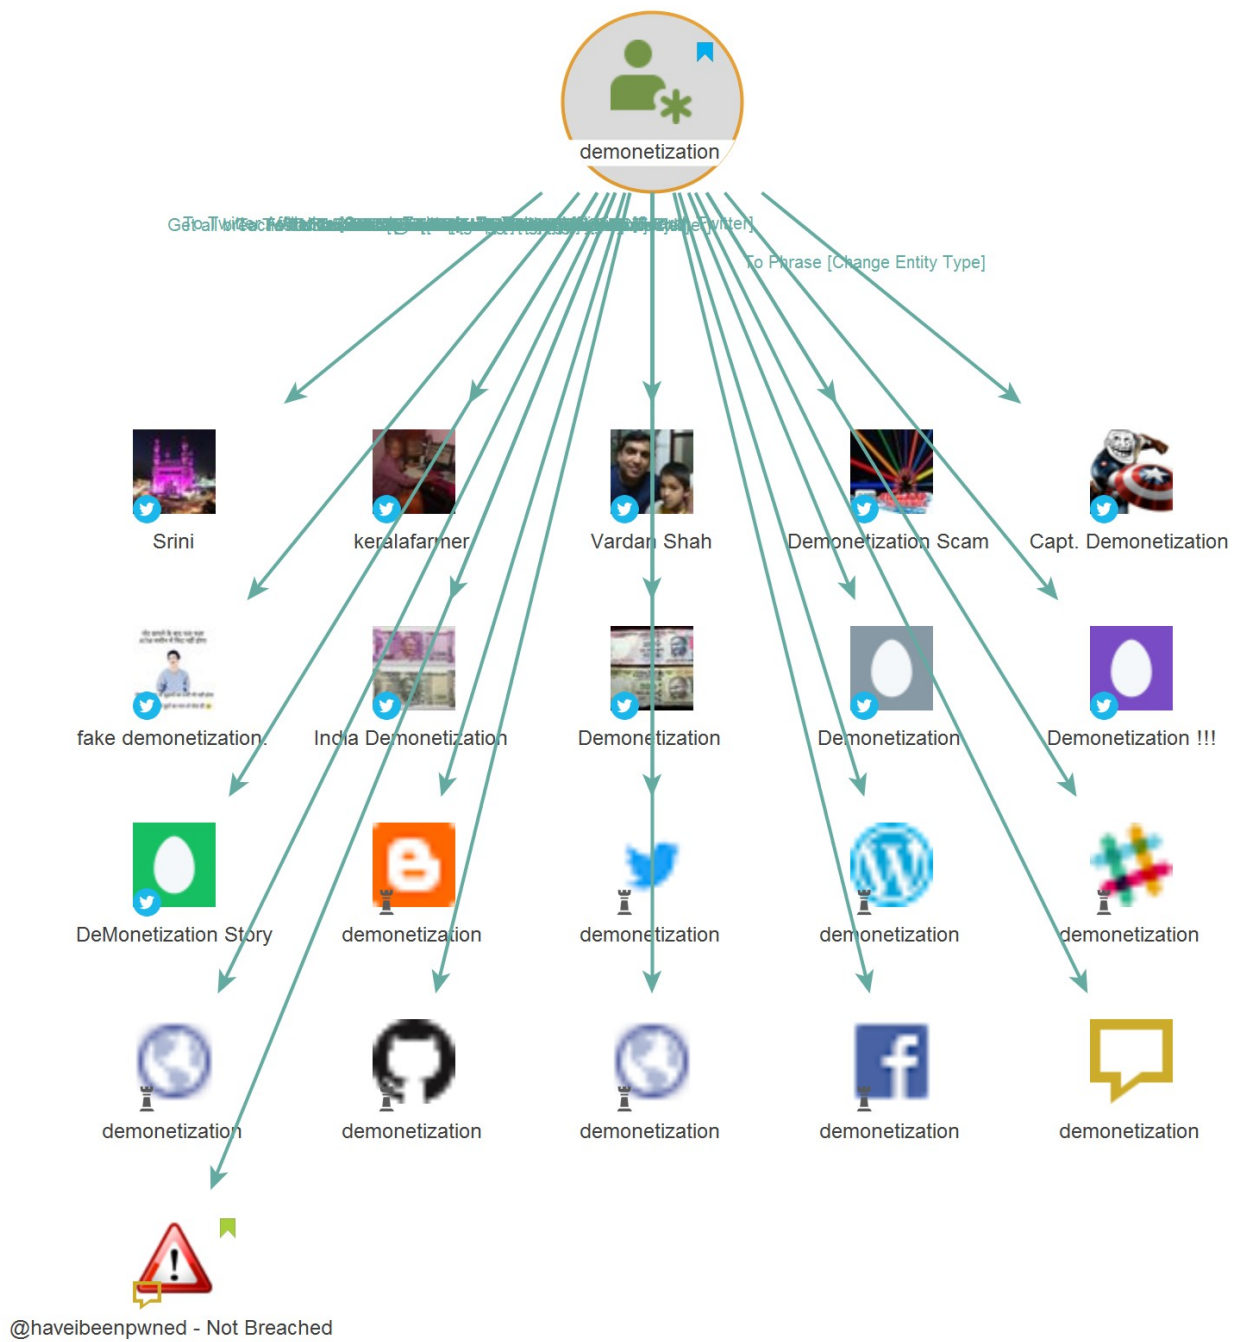 demonetization
To Phrase [Change Entity Type]
Srini
keralafarmer
Vardan Shah
Demonetization Scam
Capt. Demonetization
fake demonetization.
India Demonetization
Demonetization
Demonetization
Demonetization !!!
DeMonetization Story
demonetization
demonetization
demonetization
demonetization
demonetization
demonetization
demonetization
demonetization
demonetization
@haveibeenpwned - Not Breached